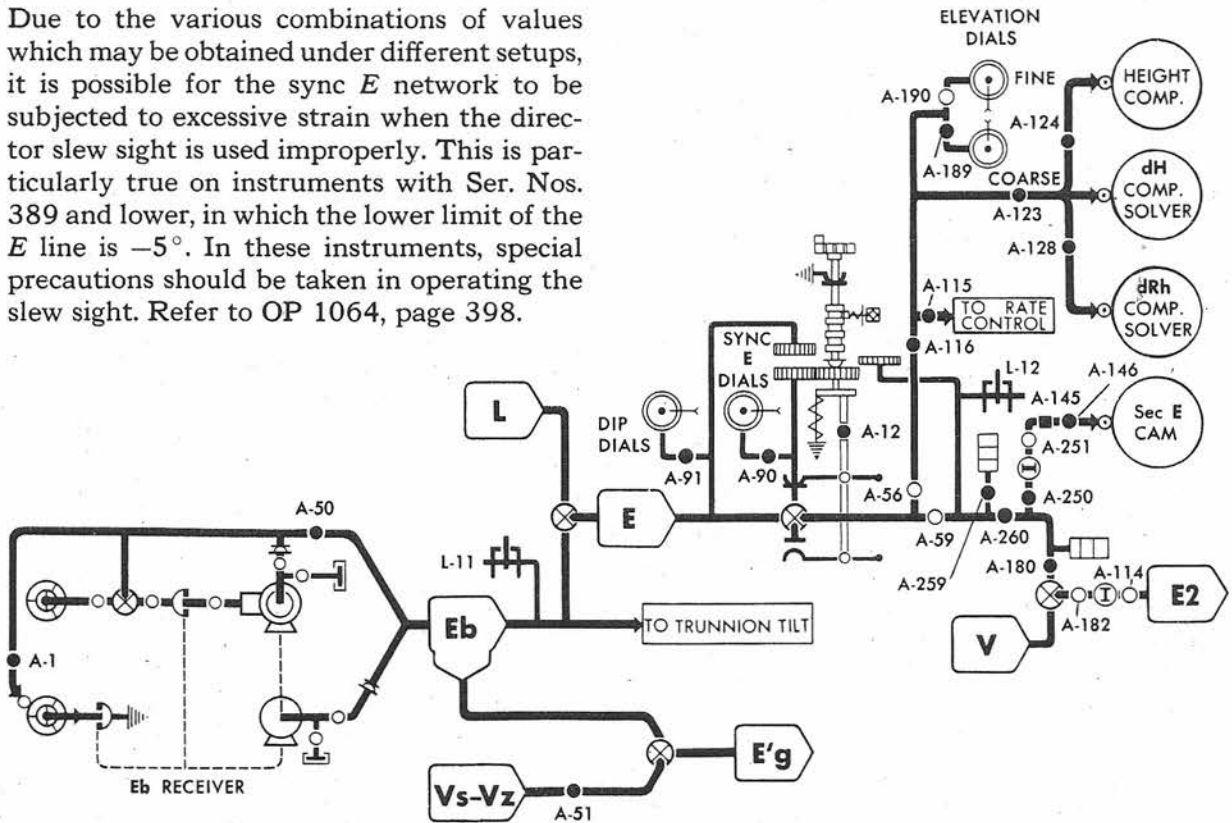 Due to the various combinations of values
which may be obtained under different setups,
it is possible for the sync E network to be
subjected to excessive strain when the direc-
tor slew sight is used improperly. This is par-
ticularly true on instruments with Ser. Nos.
389 and lower, in which the lower limit of the
E line is −5°. In these instruments, special
precautions should be taken in operating the
slew sight. Refer to OP 1064, page 398.
ELEVATION
DIALS
FINE
A-190
A-189
COARSE
A-123
A-124
HEIGHT
COMP.
dH
COMP.
SOLVER
A-128
dRh
COMP.
SOLVER
A-115
TO RATE
CONTROL
A-116
SYNC
E
DIALS
L-12
A-145
A-146
Sec E
CAM
A-251
A-250
L
DIP
DIALS
A-91
A-90
A-12
A-56
E
A-59
A-260
A-259
A-180
A-114
E2
A-182
V
A-50
L-11
Eb
TO TRUNNION TILT
A-1
E'g
Vs-Vz
A-51
Eb RECEIVER